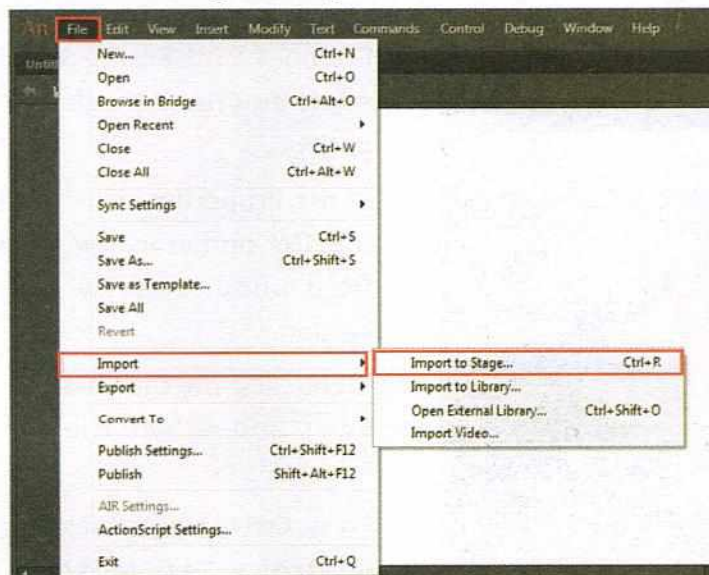 An File Edit View Insert Modify Text Commands Control Debug Window Help
New... Ctrl+N
Open Ctrl+O
Browse in Bridge Ctrl+Alt+O
Open Recent
Close Ctrl+W
Close All Ctrl+Alt+W
Sync Settings
Save Ctrl+S
Save As... Ctrl+Shift+S
Save as Template...
Save All
Revert
Import
Import to Stage... Ctrl+R
Export
Import to Library...
Open External Library... Ctrl+Shift+O
Convert To
Import Video...
Publish Settings... Ctrl+Shift+F12
Publish Shift+Alt+F12
AIR Settings...
ActionScript Settings...
Exit Ctrl+Q